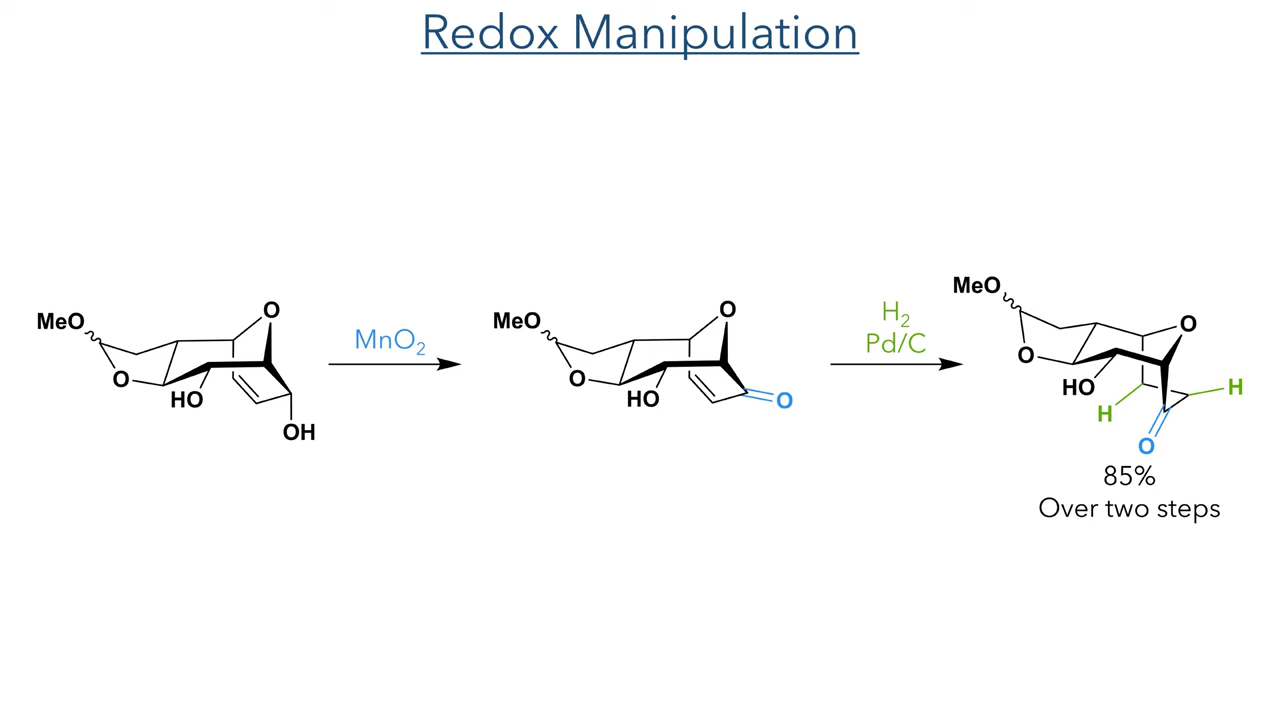 Redox Manipulation
MeO
O
HO
O
OH
MnO2
MeO
O
HO
O
O
H2
Pd/C
MeO
O
HO
O
H
H
O
85%
Over two steps